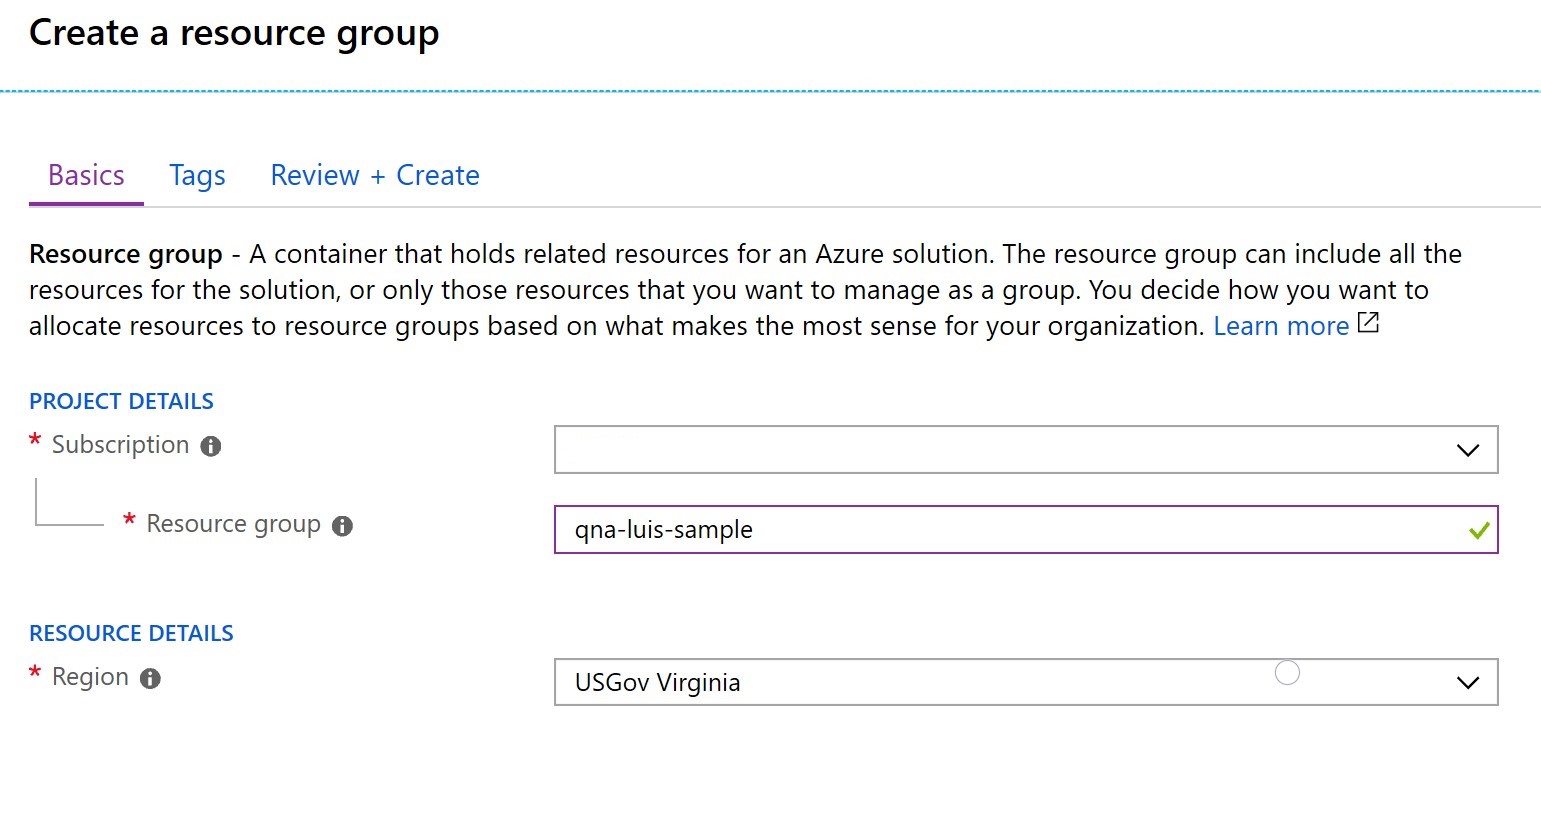 Create a resource group
Basics Tags Review + Create
Resource group - A container that holds related resources for an Azure solution. The resource group can include all the
resources for the solution, or only those resources that you want to manage as a group. You decide how you want to
allocate resources to resource groups based on what makes the most sense for your organization. Learn more
PROJECT DETAILS
* Subscription
* Resource group qna-luis-sample
RESOURCE DETAILS
* Region USGov Virginia